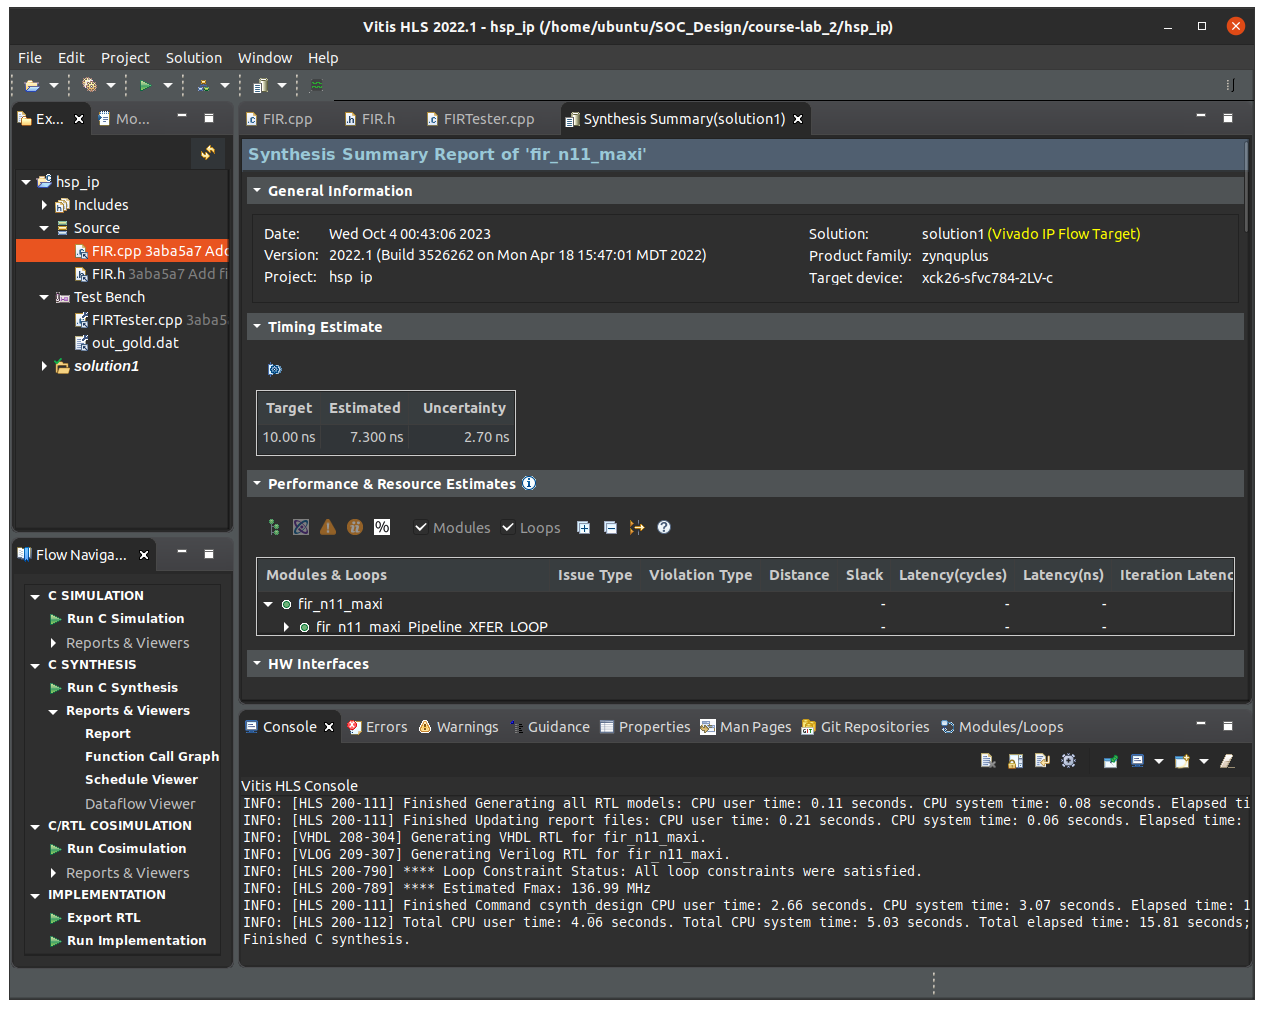 Vitis HLS 2022.1 - hsp_ip (/home/ubuntu/SOC_Design/course-lab_2/hsp_ip)
File Edit Project Solution Window Help
Ex... Mo...
hsp_ip
Includes
Source
FIR.cpp 3aba5a7 Add
FIR.h 3aba5a7 Add fi
Test Bench
FIRTester.cpp 3aba5
out_gold.dat
solution1
Flow Naviga...
C SIMULATION
Run C Simulation
Reports & Viewers
C SYNTHESIS
Run C Synthesis
Reports & Viewers
Report
Function Call Graph
Schedule Viewer
Dataflow Viewer
C/RTL COSIMULATION
Run Cosimulation
Reports & Viewers
IMPLEMENTATION
Export RTL
Run Implementation
FIR.cpp FIR.h FIRTester.cpp Synthesis Summary(solution1)
Synthesis Summary Report of 'fir_n11_maxi'
General Information
Date: Wed Oct 4 00:43:06 2023
Version: 2022.1 (Build 3526262 on Mon Apr 18 15:47:01 MDT 2022)
Project: hsp_ip
Solution: solution1 (Vivado IP Flow Target)
Product family: zynquplus
Target device: xck26-sfvc784-2LV-c
Timing Estimate
Target Estimated Uncertainty
10.00 ns 7.300 ns 2.70 ns
Performance & Resource Estimates
% Modules Loops
Modules & Loops Issue Type Violation Type Distance Slack Latency(cycles) Latency(ns) Iteration Latenc
fir_n11_maxi - - -
fir_n11_maxi_Pipeline_XFER_LOOP - - -
HW Interfaces
Console Errors Warnings Guidance Properties Man Pages Git Repositories Modules/Loops
Vitis HLS Console
INFO: [HLS 200-111] Finished Generating all RTL models: CPU user time: 0.11 seconds. CPU system time: 0.08 seconds. Elapsed ti
INFO: [HLS 200-111] Finished Updating report files: CPU user time: 0.21 seconds. CPU system time: 0.06 seconds. Elapsed time:
INFO: [VHDL 208-304] Generating VHDL RTL for fir_n11_maxi.
INFO: [VLOG 209-307] Generating Verilog RTL for fir_n11_maxi.
INFO: [HLS 200-790] **** Loop Constraint Status: All loop constraints were satisfied.
INFO: [HLS 200-789] **** Estimated Fmax: 136.99 MHz
INFO: [HLS 200-111] Finished Command csynth_design CPU user time: 2.66 seconds. CPU system time: 3.07 seconds. Elapsed time: 1
INFO: [HLS 200-112] Total CPU user time: 4.06 seconds. Total CPU system time: 5.03 seconds. Total elapsed time: 15.81 seconds;
Finished C synthesis.